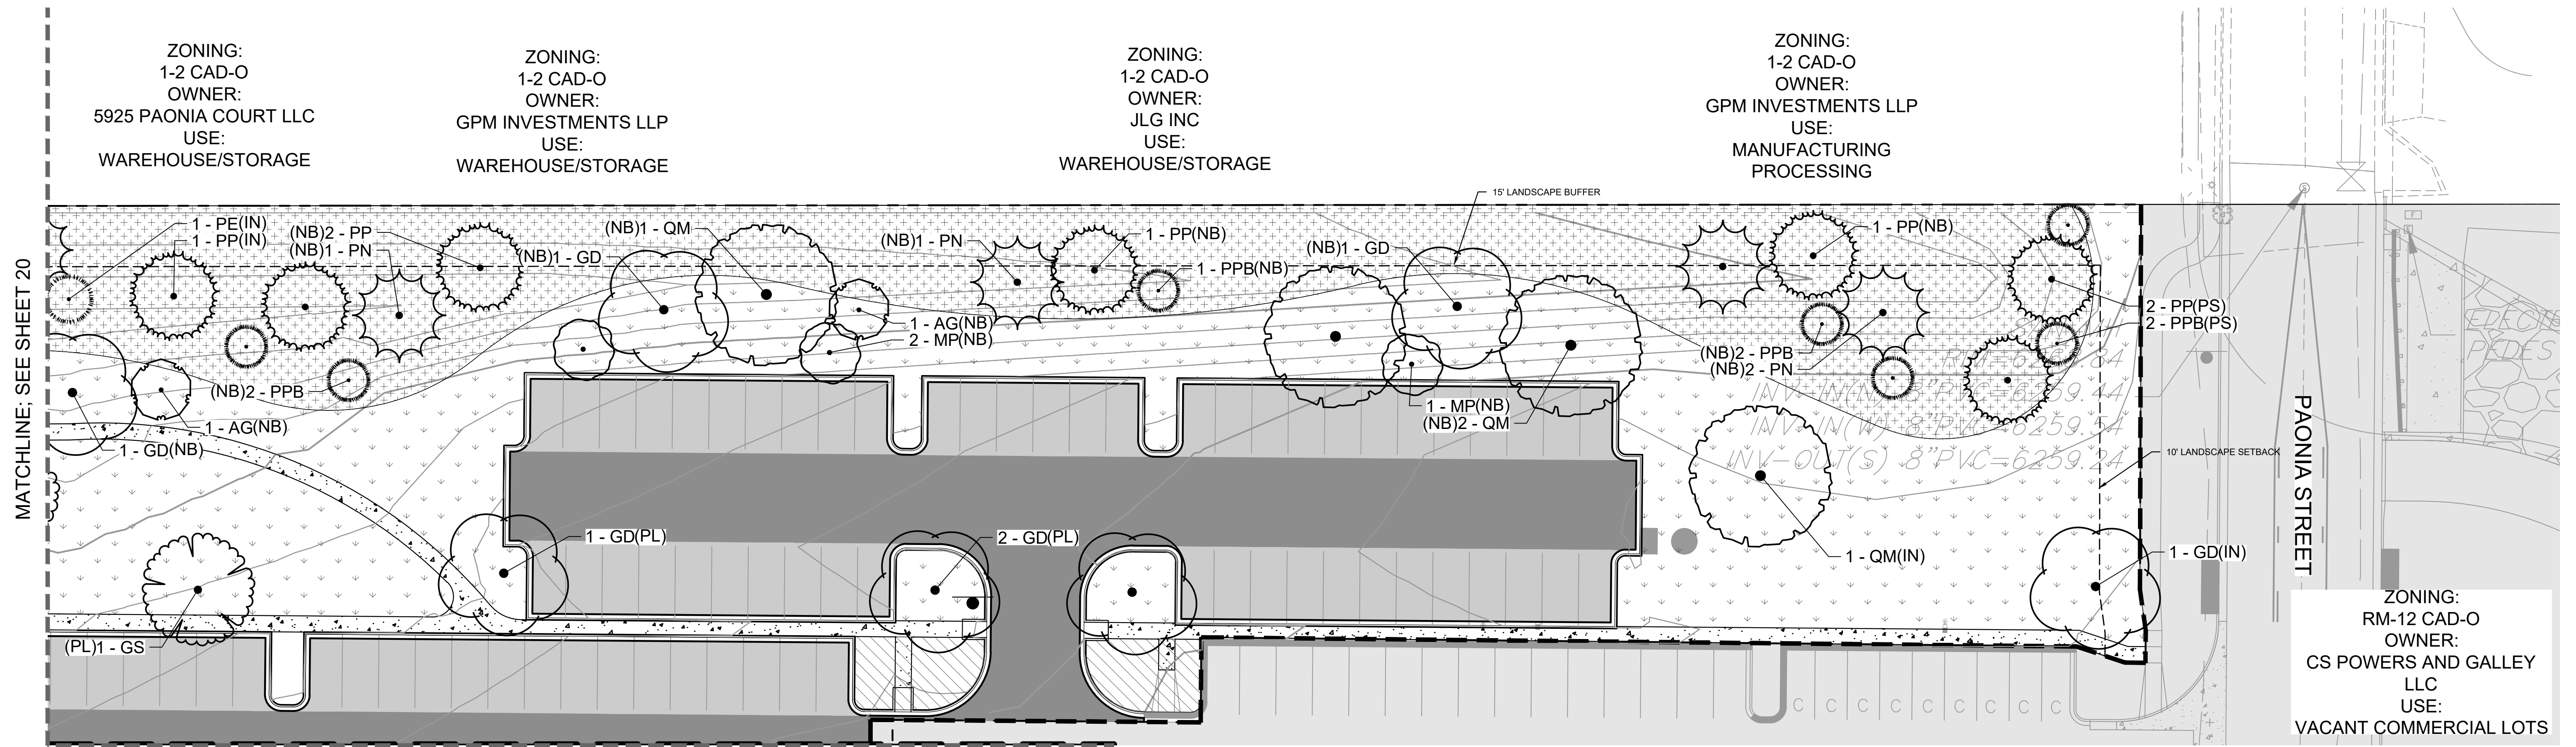 ZONING:
1-2 CAD-O
OWNER:
5925 PAONIA COURT LLC
USE:
WAREHOUSE/STORAGE
ZONING:
1-2 CAD-O
OWNER:
GPM INVESTMENTS LLP
USE:
WAREHOUSE/STORAGE
ZONING:
1-2 CAD-O
OWNER:
JLG INC
USE:
WAREHOUSE/STORAGE
ZONING:
1-2 CAD-O
OWNER:
GPM INVESTMENTS LLP
USE:
MANUFACTURING
PROCESSING
MATCHLINE; SEE SHEET 20
15' LANDSCAPE BUFFER
1 - PE(IN)
1 - PP(IN)
(NB)2 - PP
(NB)1 - PN
(NB)1 - QM
(NB)1 - GD
(NB)1 - PN
1 - PP(NB)
1 - PPB(NB)
(NB)1 - GD
1 - PP(NB)
1 - AG(NB)
2 - MP(NB)
2 - PP(PS)
2 - PPB(PS)
(NB)2 - PPB
(NB)2 - PN
(NB)2 - PPB
1 - AG(NB)
1 - GD(NB)
1 - MP(NB)
(NB)2 - QM
INV-OUT(S) 8"PVC=6259.24
10' LANDSCAPE SETBACK
PAONIA STREET
1 - GD(PL)
2 - GD(PL)
1 - QM(IN)
1 - GD(IN)
(PL)1 - GS
C C C C C C C C C C
ZONING:
RM-12 CAD-O
OWNER:
CS POWERS AND GALLEY
LLC
USE:
VACANT COMMERCIAL LOTS